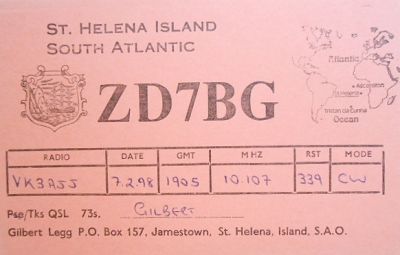 ST. HELENA ISLAND
SOUTH ATLANTIC
ZD7BG
Atlantic
Ascension
St Helena
Tristan da Cunha
Ocean
RADIO DATE GMT MHZ RST MODE
VK3AJJ 7.2.98 1905 10.107 339 CW
Pse/Tks QSL 73s. GILBERT
Gilbert Legg P.O. Box 157, Jamestown, St. Helena, Island, S.A.O.